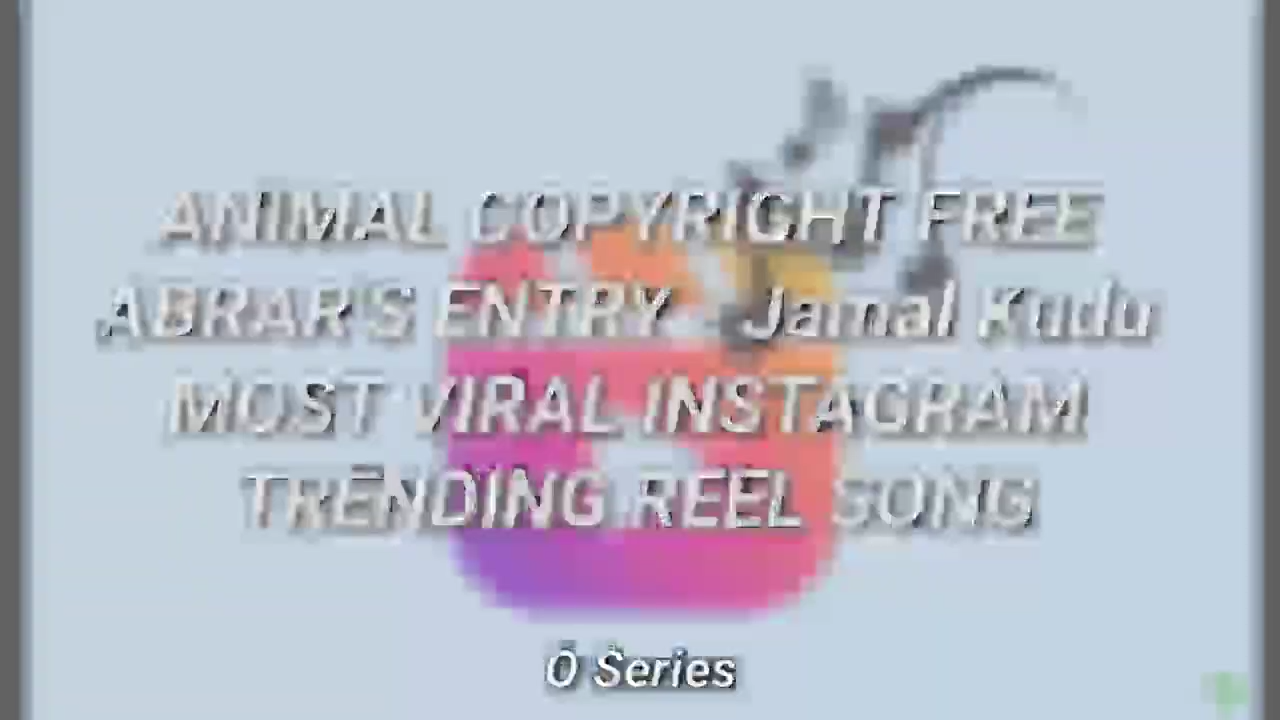 ANIMAL COPYRIGHT FREE
ABRAR'S ENTRY - Jamal Kudu
MOST VIRAL INSTAGRAM
TRENDING REEL SONG
O Series